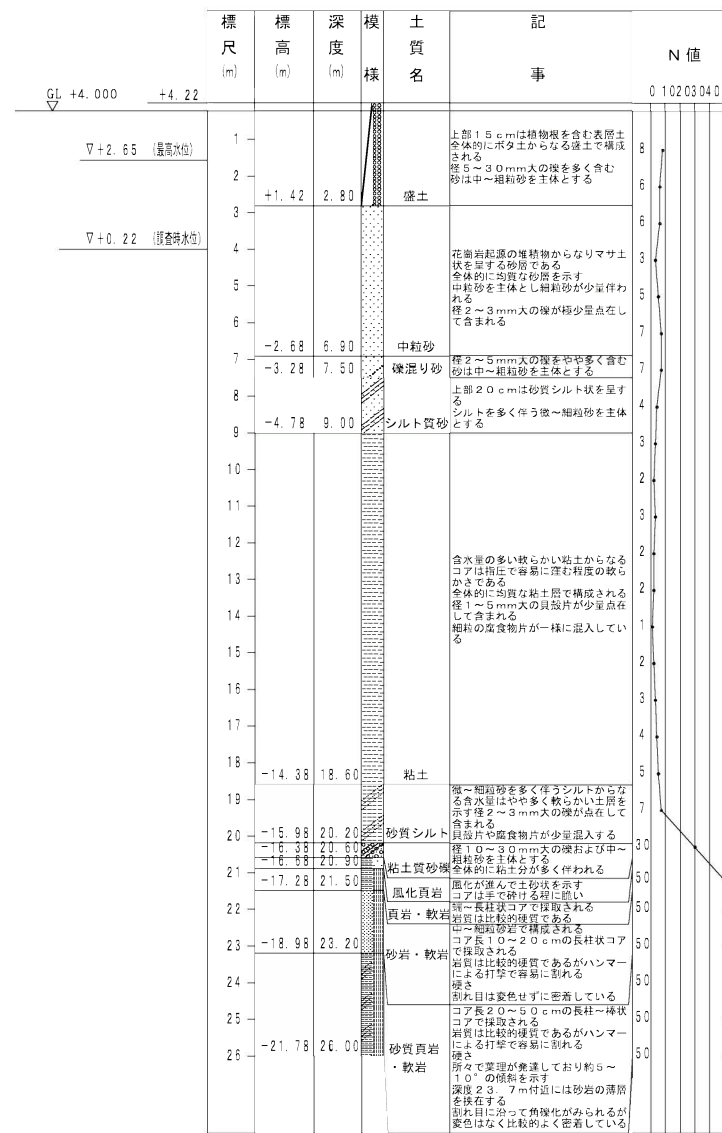 標尺(m)
標高(m)
深度(m)
模様
土質名
記事
N値
0 10 20 30 40
GL +4.000
+4.22
▽+2.65 (最高水位)
▽+0.22 (調査時水位)
1
2
3
4
5
6
7
8
9
10
11
12
13
14
15
16
17
18
19
20
21
22
23
24
25
26
+1.42 2.80 盛土
上部15cmは植物根を含む表層土
全体的にボタ土からなる盛土で構成
される
径5~30mm大の礫を多く含む
砂は中~粗粒砂を主体とする
-2.68 6.90 中粒砂
花崗岩起源の堆積物からなりマサ土
状を呈する砂層である
全体的に均質な砂層を示す
中粒砂を主体とし細粒砂が少量伴わ
れる
径2~3mm大の礫が極少量点在し
て含まれる
-3.28 7.50 礫混り砂
径2~5mm大の礫をやや多く含む
砂は中~粗粒砂を主体とする
-4.78 9.00 シルト質砂
上部20cmは砂質シルト状を呈す
る
シルトを多く伴う微~細粒砂を主体
とする
-14.38 18.60 粘土
含水量の多い軟らかい粘土からなる
コアは指圧で容易に窪む程度の軟ら
かさである
全体的に均質な粘土層で構成される
径1~5mm大の貝殻片が少量点在
して含まれる
細粒の腐食物片が一様に混入してい
る
-15.98 20.20 砂質シルト
微~細粒砂を多く伴うシルトからな
る含水量はやや多く軟らかい土層を
示す径2~3mm大の礫が点在して
含まれる
貝殻片や腐食物片が少量混入する
-16.38 20.60 粘土質砂礫
径10~30mm大の礫および中~
粗粒砂を主体とする
全体的に粘土分が多く伴われる
-16.68 20.90 風化頁岩
風化が進んで土砂状を示す
コアは手で砕ける程に脆い
-17.28 21.50 頁岩・軟岩
~長柱状コアで採取される
岩質は比較的硬質である
-18.98 23.20 砂岩・軟岩
中~細粒砂岩で構成される
コア長10~20cmの長柱状コア
で採取される
岩質は比較的硬質であるがハンマー
による打撃で容易に割れる
硬さ
割れ目は変色せずに密着している
-21.78 26.00 砂質頁岩
・軟岩
コア長20~50cmの長柱~棒状
コアで採取される
岩質は比較的硬質であるがハンマー
による打撃で容易に割れる
硬さ
所々で葉理が発達しており約5~
10°の傾斜を示す
深度23.7m付近には砂岩の薄層
を挟在する
割れ目に沿って角礫化がみられるが
変色はなく比較的よく密着している
8
6
6
3
5
7
7
4
3
2
3
2
2
1
2
3
4
5
7
30
50
50
50
50
50
50